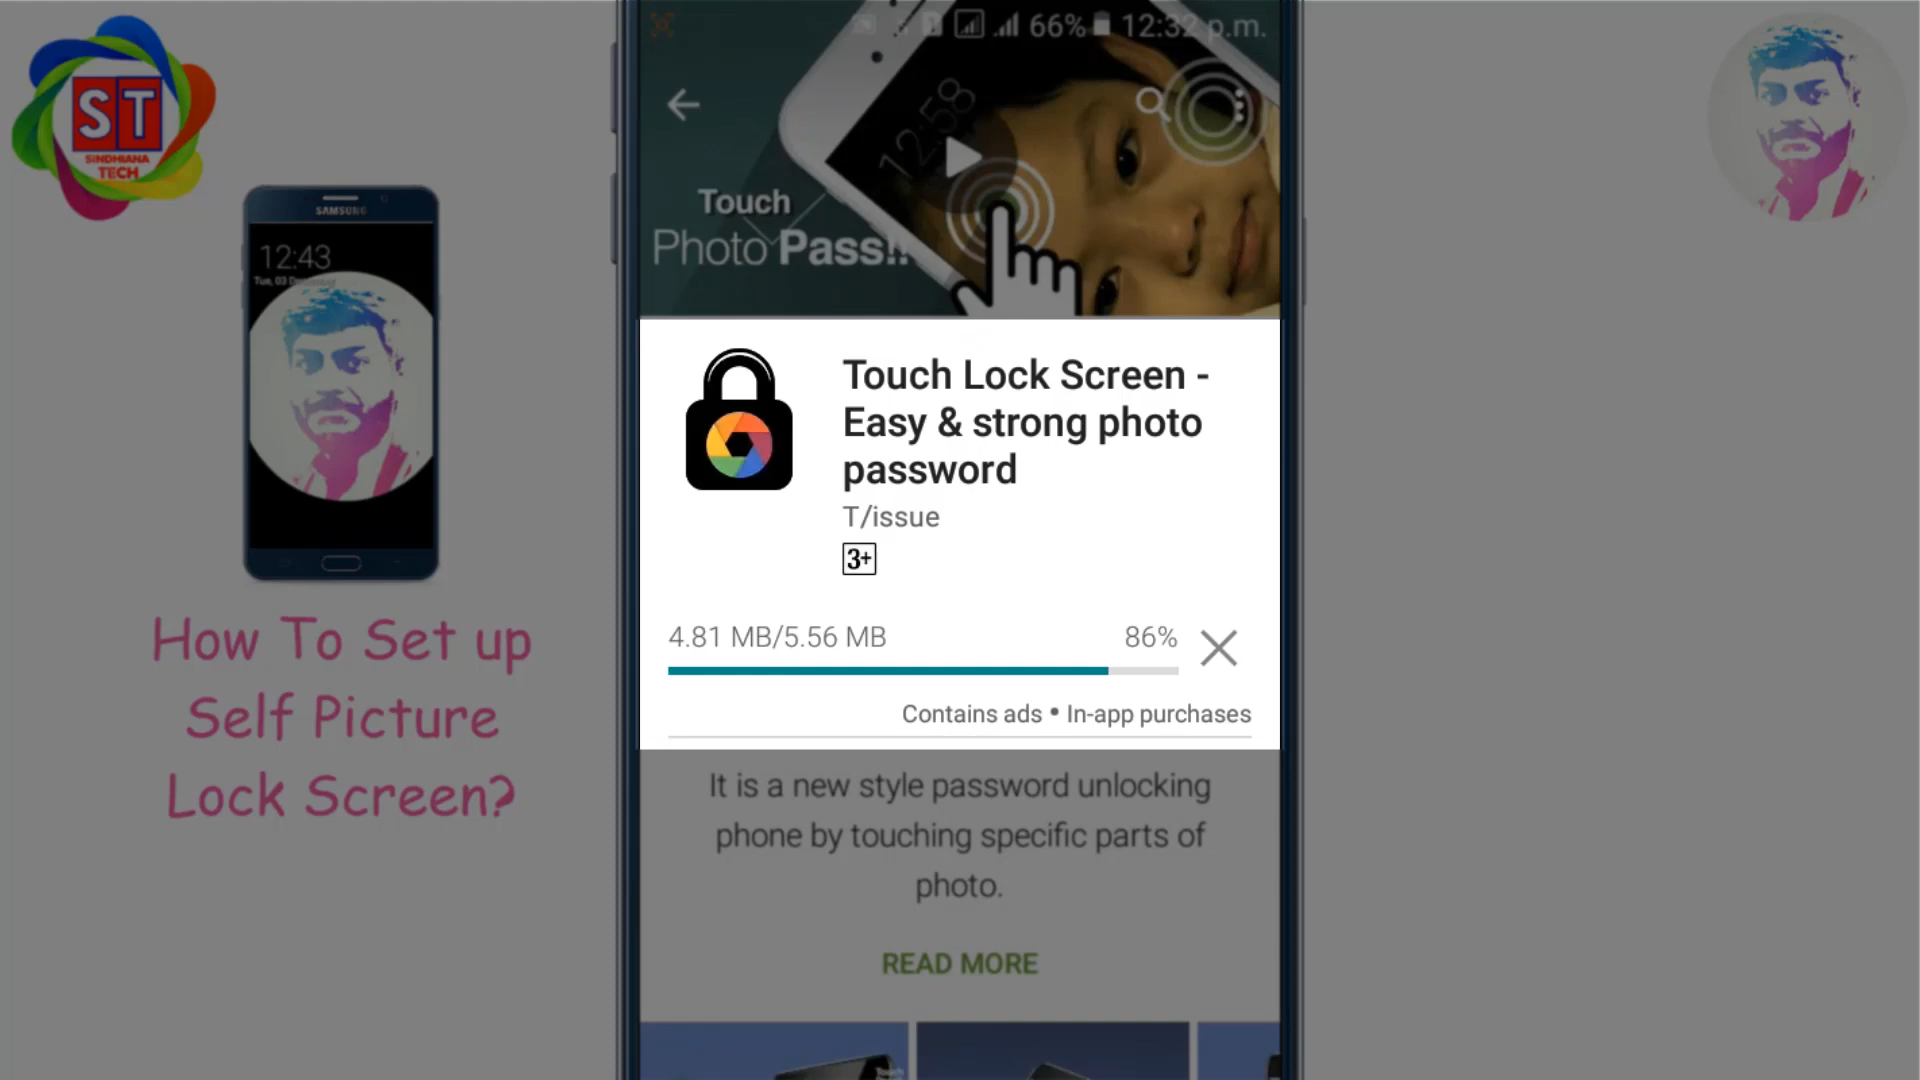 ST
SINDHIANA
TECH
SAMSUNG
12:43
Tue, 03 De
How To Set up
Self Picture
Lock Screen?
66% 12:32 p.m.
12:58
Touch
Photo Pass!!
Touch Lock Screen -
Easy & strong photo
password
T/issue
3+
4.81 MB/5.56 MB 86%
Contains ads • In-app purchases
It is a new style password unlocking
phone by touching specific parts of
photo.
READ MORE